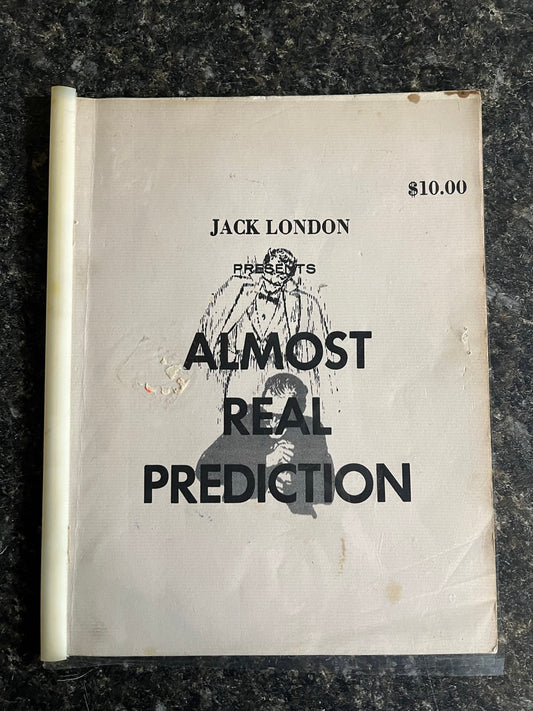 $10.00
JACK LONDON
PRESENTS
ALMOST
REAL
PREDICTION